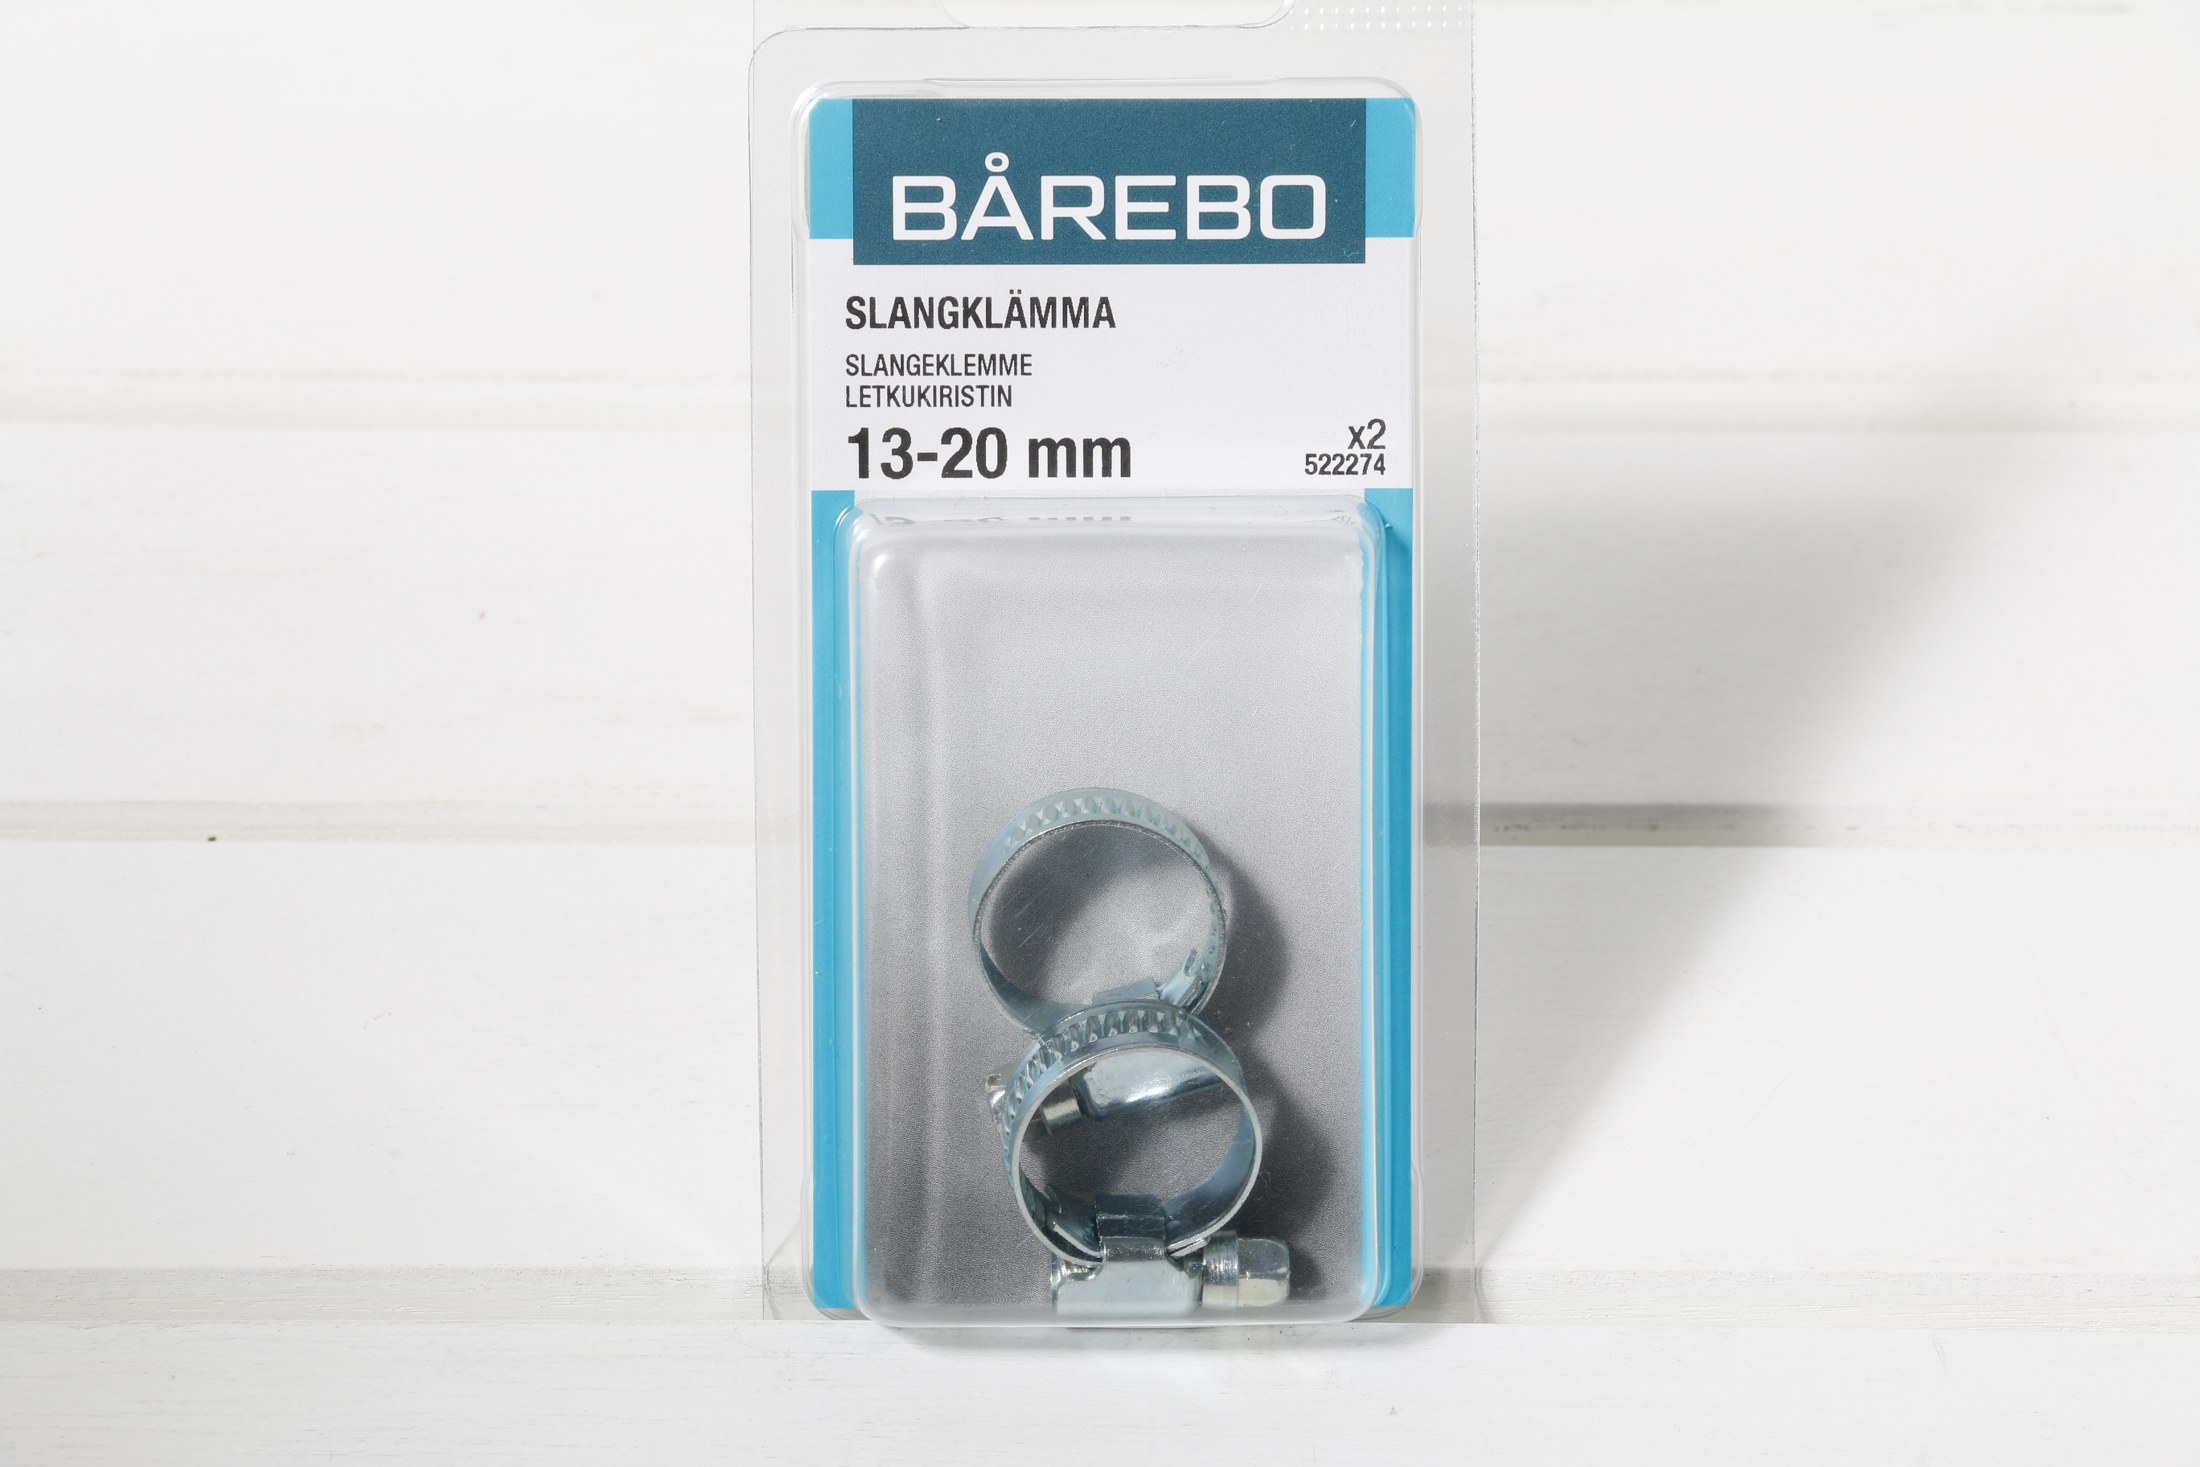 BÅREBO
SLANGKLÄMMA
SLANGEKLEMME
LETKUKIRISTIN
13-20 mm
x2
522274